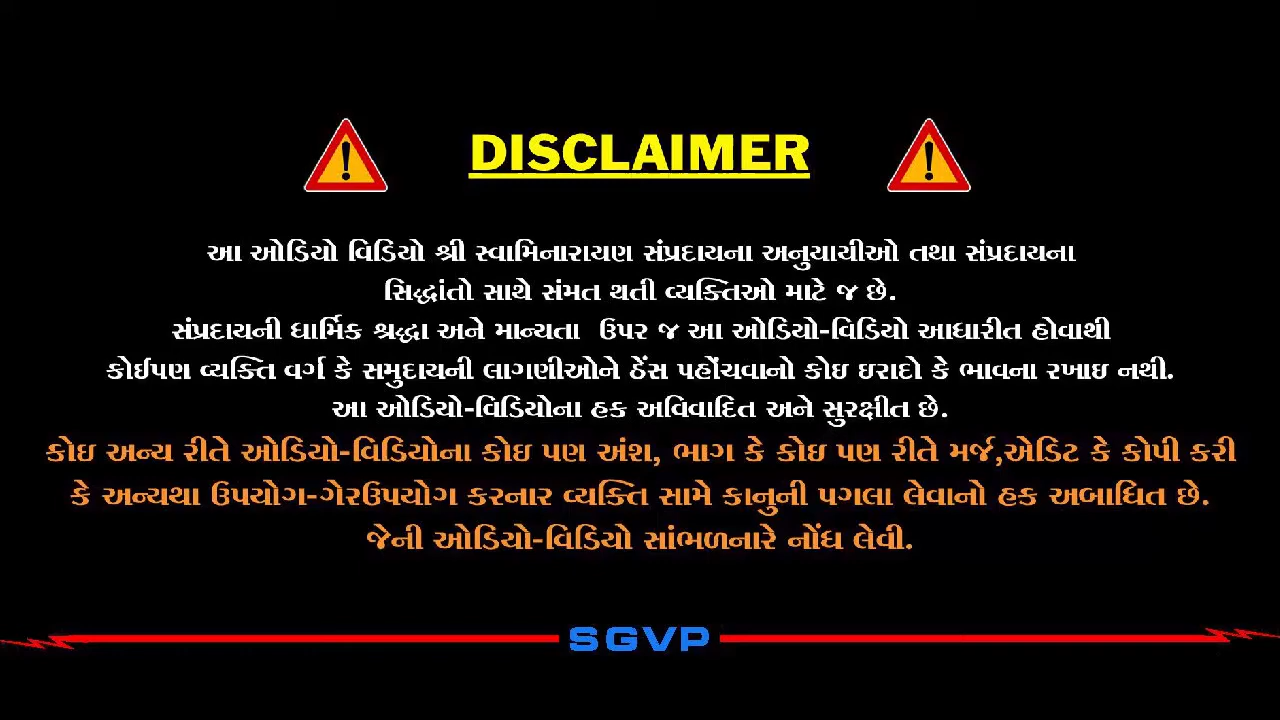 DISCLAIMER
આ ઓડિયો વિડિયો શ્રી સ્વામિનારાયણ સંપ્રદાયના અનુયાયીઓ તથા સંપ્રદાયના
સિદ્ધાંતો સાથે સંમત થતી વ્યક્તિઓ માટે જ છે.
સંપ્રદાયની ધાર્મિક શ્રદ્ધા અને માન્યતા ઉપર જ આ ઓડિયો-વિડિયો આધારીત હોવાથી
કોઈપણ વ્યક્તિ વર્ગ કે સમુદાયની લાગણીઓને ઠેંસ પહોંચવાનો કોઇ ઇરાદો કે ભાવના રખાઇ નથી.
આ ઓડિયો-વિડિયોના હક અવિવાદિત અને સુરક્ષીત છે.
કોઇ અન્ય રીતે ઓડિયો-વિડિયોના કોઇ પણ અંશ, ભાગ કે કોઇ પણ રીતે મર્જ,એડિટ કે કોપી કરી
કે અન્યથા ઉપયોગ-ગેરઉપયોગ કરનાર વ્યક્તિ સામે કાનુની પગલા લેવાનો હક અબાધિત છે.
જેની ઓડિયો-વિડિયો સાંભળનારે નોંધ લેવી.
SGVP